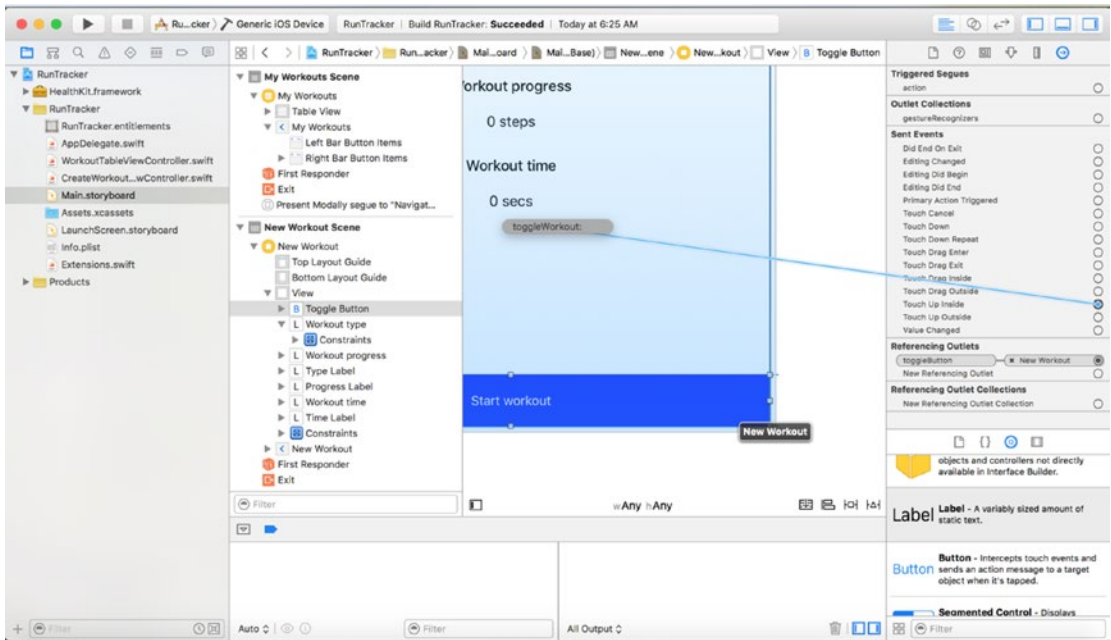 Ru...cker
Generic iOS Device
RunTracker | Build RunTracker: Succeeded | Today at 6:25 AM
RunTracker
Run...acker
Mai...oard
Mai...Base)
New...ene
New...kout
View
B Toggle Button
RunTracker
HealthKit.framework
RunTracker
RunTracker.entitlements
AppDelegate.swift
WorkoutTableViewController.swift
CreateWorkout...wController.swift
Main.storyboard
Assets.xcassets
LaunchScreen.storyboard
Info.plist
Extensions.swift
Products
Filter
My Workouts Scene
My Workouts
Table View
My Workouts
Left Bar Button Items
Right Bar Button Items
First Responder
Exit
Present Modally segue to "Navigat...
New Workout Scene
New Workout
Top Layout Guide
Bottom Layout Guide
View
B Toggle Button
L Workout type
Constraints
L Workout progress
L Type Label
L Progress Label
L Workout time
L Time Label
Constraints
New Workout
First Responder
Exit
Filter
orkout progress
0 steps
Workout time
0 secs
toggleWorkout:
Start workout
New Workout
wAny hAny
Auto
Filter
All Output
Triggered Segues
action
Outlet Collections
gestureRecognizers
Sent Events
Did End On Exit
Editing Changed
Editing Did Begin
Editing Did End
Primary Action Triggered
Touch Cancel
Touch Down
Touch Down Repeat
Touch Drag Enter
Touch Drag Exit
Touch Drag Inside
Touch Drag Outside
Touch Up Inside
Touch Up Outside
Value Changed
Referencing Outlets
toggleButton
New Workout
New Referencing Outlet
Referencing Outlet Collections
New Referencing Outlet Collection
{}
objects and controllers not directly
available in Interface Builder.
Label
Label - A variably sized amount of
static text.
Button
Button - Intercepts touch events and
sends an action message to a target
object when it's tapped.
Segmented Control - Displays
Filter